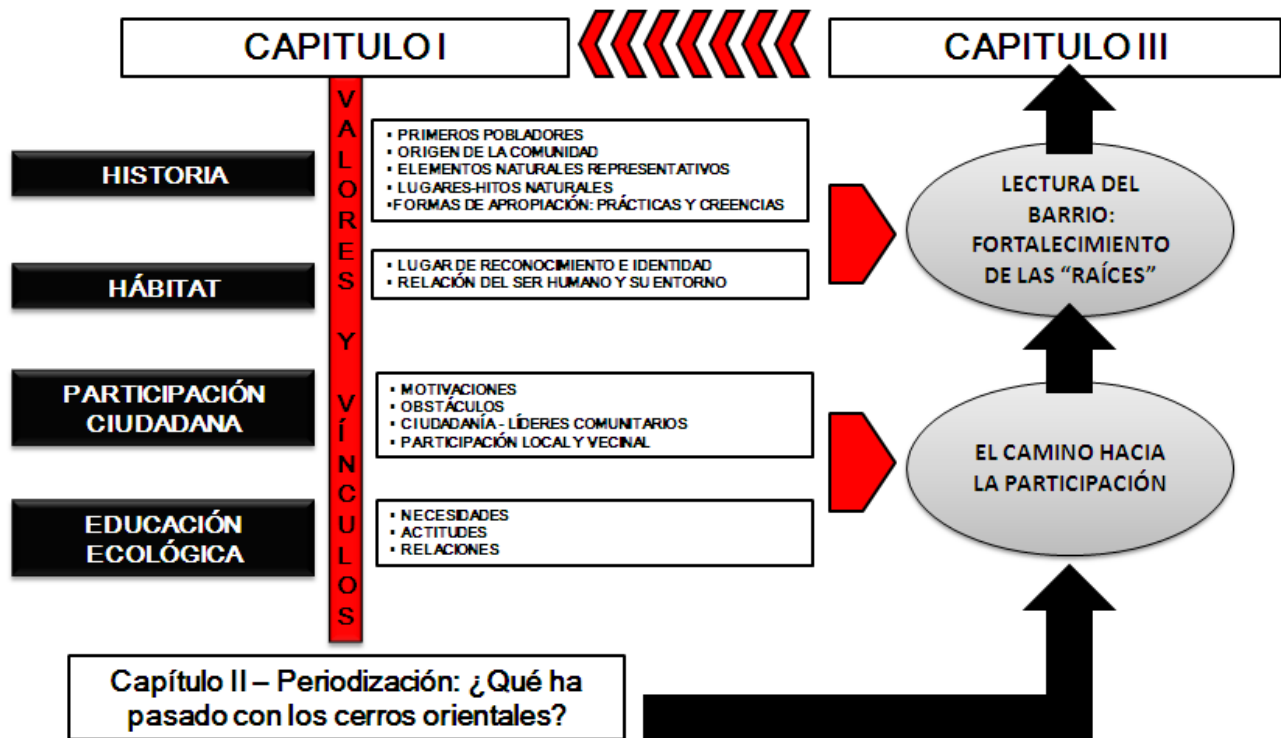 CAPITULO I
CAPITULO III
VALORES Y VÍNCULOS
HISTORIA
▪ PRIMEROS POBLADORES
▪ ORIGEN DE LA COMUNIDAD
▪ ELEMENTOS NATURALES REPRESENTATIVOS
▪ LUGARES-HITOS NATURALES
▪FORMAS DE APROPIACIÓN: PRÁCTICAS Y CREENCIAS
HÁBITAT
▪ LUGAR DE RECONOCIMIENTO E IDENTIDAD
▪ RELACIÓN DEL SER HUMANO Y SU ENTORNO
LECTURA DEL
BARRIO:
FORTALECIMIENTO
DE LAS “RAÍCES”
PARTICIPACIÓN
CIUDADANA
▪ MOTIVACIONES
▪ OBSTÁCULOS
▪ CIUDADANÍA - LÍDERES COMUNITARIOS
▪ PARTICIPACIÓN LOCAL Y VECINAL
EDUCACIÓN
ECOLÓGICA
▪ NECESIDADES
▪ ACTITUDES
▪ RELACIONES
EL CAMINO HACIA
LA PARTICIPACIÓN
Capítulo II – Periodización: ¿Qué ha
pasado con los cerros orientales?